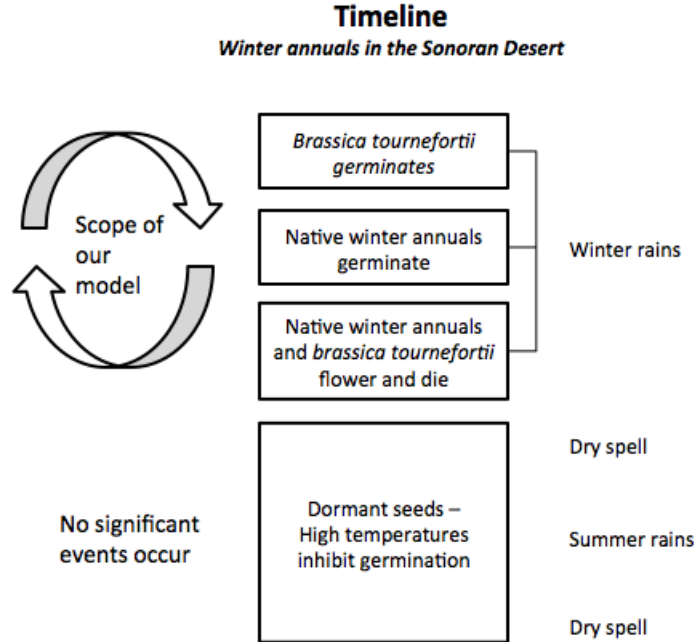 Timeline
Winter annuals in the Sonoran Desert
Brassica tournefortii
germinates
Scope of
our
model
Native winter annuals
germinate
Winter rains
Native winter annuals
and brassica tournefortii
flower and die
Dry spell
No significant
events occur
Dormant seeds –
High temperatures
inhibit germination
Summer rains
Dry spell